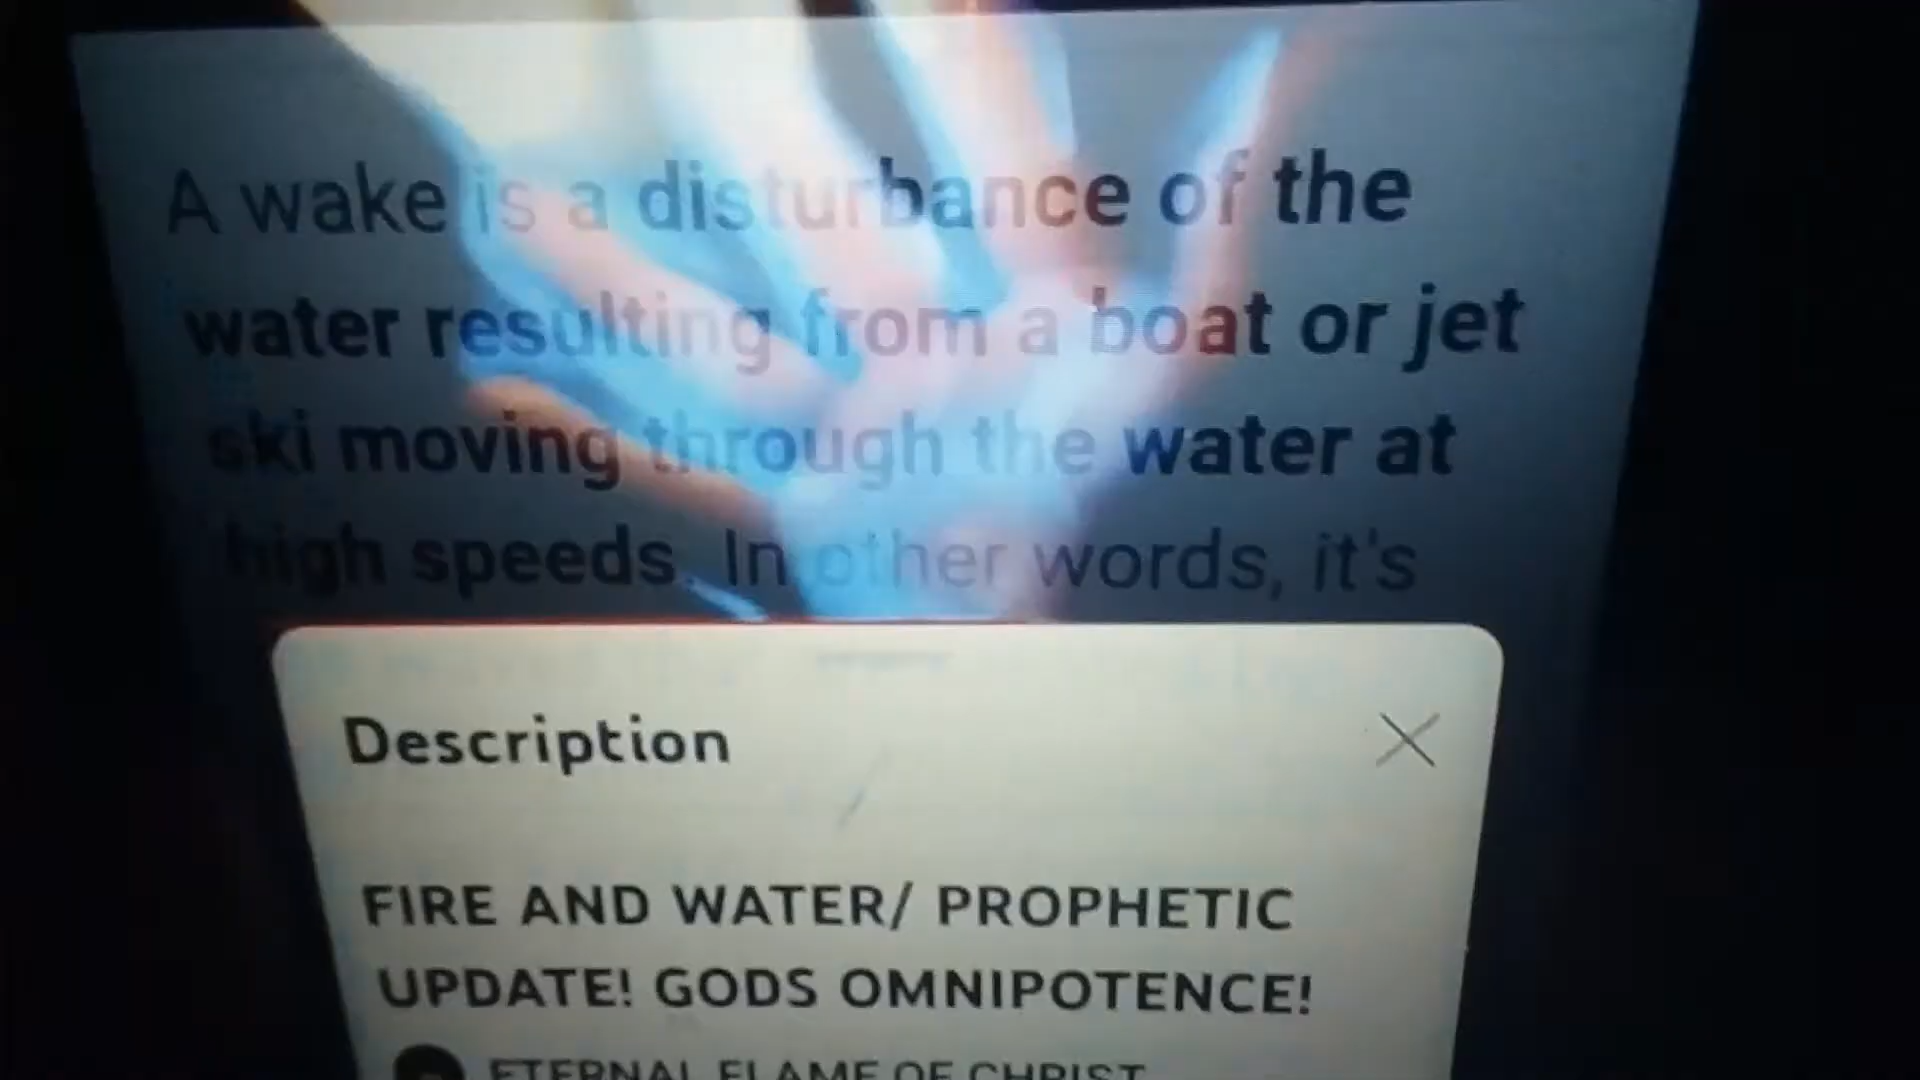 A wake is a disturbance of the
water resulting from a boat or jet
ski moving through the water at
high speeds. In other words, it's
Description
FIRE AND WATER/ PROPHETIC
UPDATE! GODS OMNIPOTENCE!
ETERNAL FLAME OF CHRIST